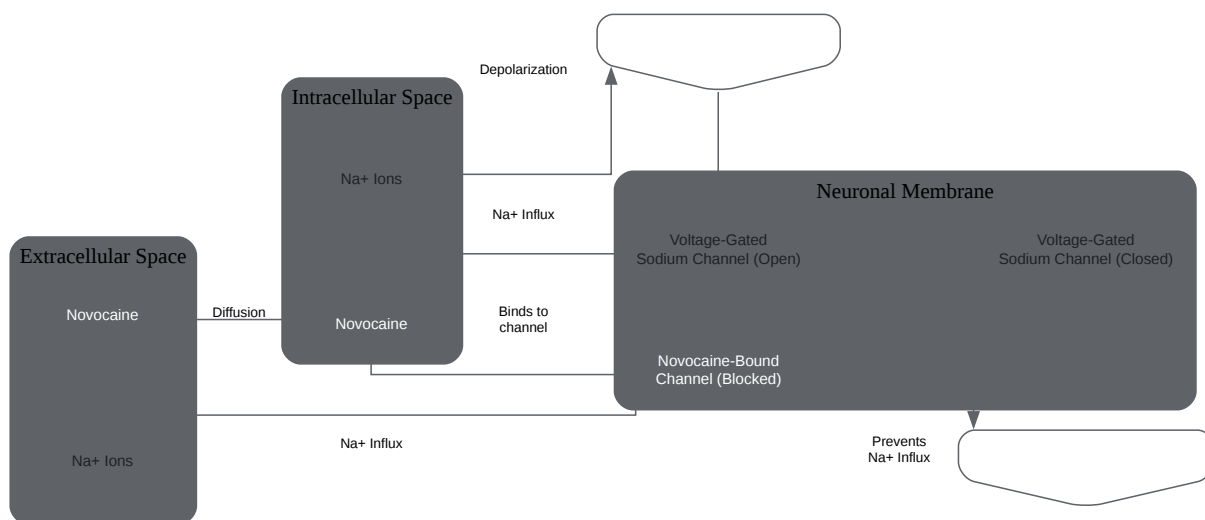 Depolarization
Intracellular Space
Na+ Ions
Neuronal Membrane
Na+ Influx
Voltage-Gated
Sodium Channel (Open)
Voltage-Gated
Sodium Channel (Closed)
Extracellular Space
Novocaine
Diffusion
Novocaine
Binds to
channel
Novocaine-Bound
Channel (Blocked)
Na+ Influx
Prevents
Na+ Influx
Na+ Ions